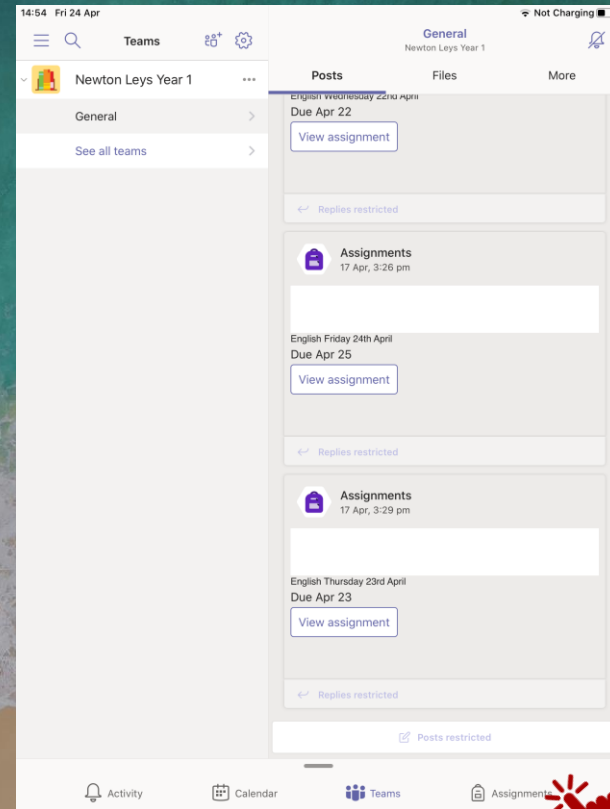 14:54 Fri 24 Apr
Not Charging
Teams
Newton Leys Year 1
General
See all teams
General
Newton Leys Year 1
Posts Files More
English Wednesday 22nd April
Due Apr 22
View assignment
Replies restricted
Assignments
17 Apr, 3:26 pm
English Friday 24th April
Due Apr 25
View assignment
Replies restricted
Assignments
17 Apr, 3:29 pm
English Thursday 23rd April
Due Apr 23
View assignment
Replies restricted
Posts restricted
Activity Calendar Teams Assignments